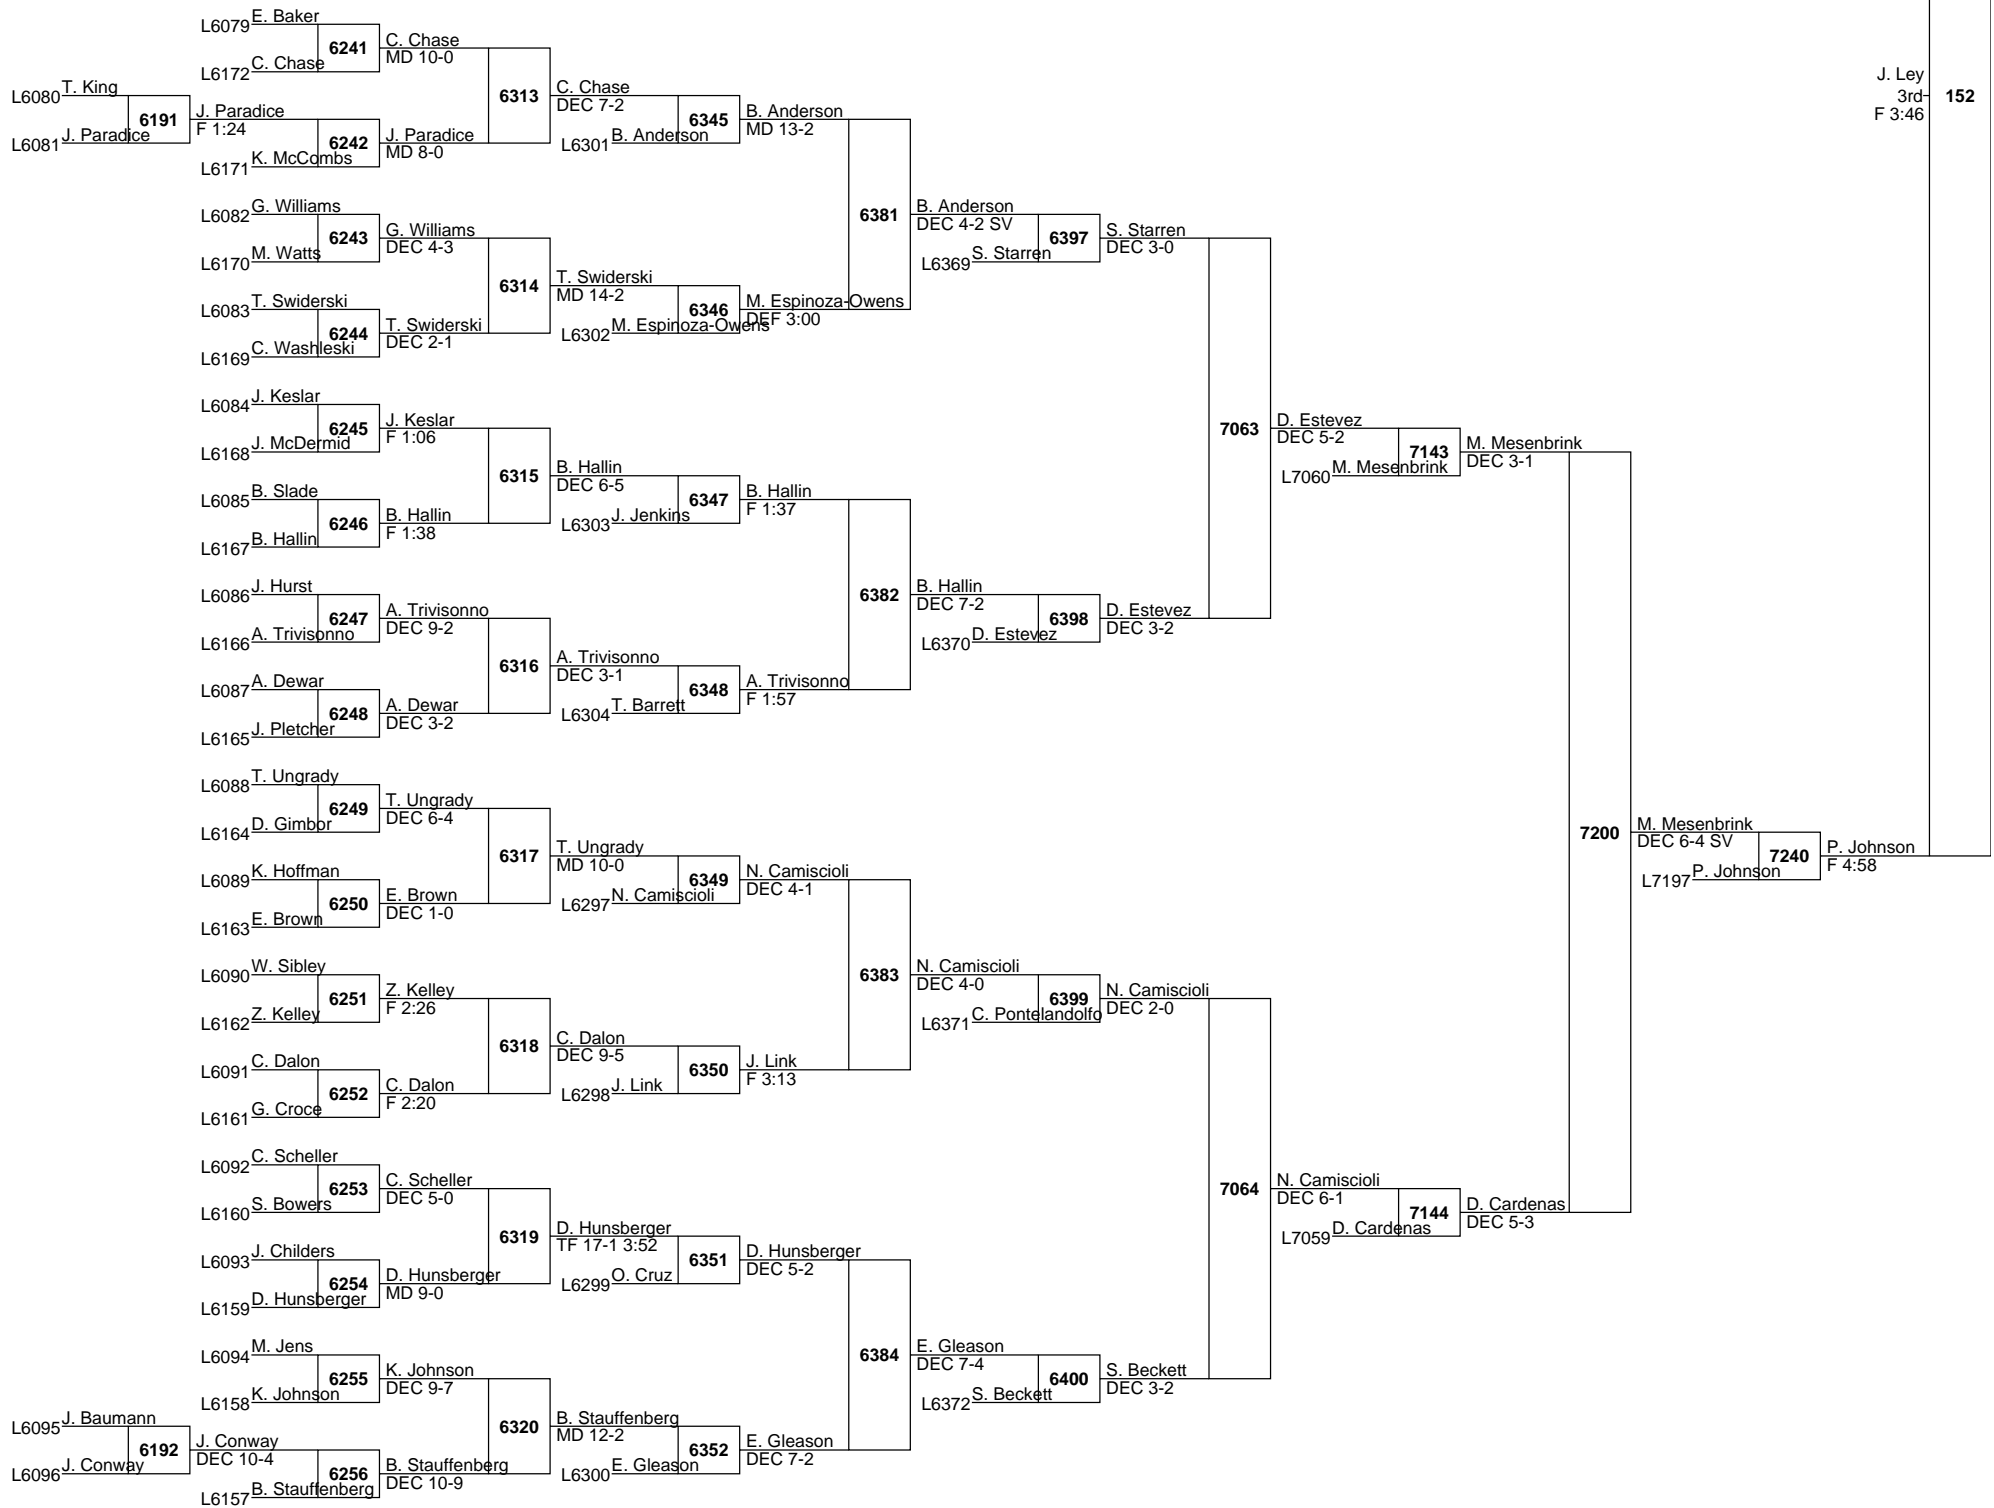 L6079 E. Baker
6241
L6172 C. Chase
C. Chase
MD 10-0
L6080 T. King
6191
L6081 J. Paradice
J. Paradice
F 1:24
6242
L6171 K. McCombs
J. Paradice
MD 8-0
6313
C. Chase
DEC 7-2
6345
L6301 B. Anderson
B. Anderson
MD 13-2
L6082 G. Williams
6243
L6170 M. Watts
G. Williams
DEC 4-3
L6083 T. Swiderski
6244
L6169 C. Washleski
T. Swiderski
DEC 2-1
6314
T. Swiderski
MD 14-2
6346
L6302 M. Espinoza-Owens
M. Espinoza-Owens
DEF 3:00
6381
B. Anderson
DEC 4-2 SV
6397
L6369 S. Starren
S. Starren
DEC 3-0
L6084 J. Keslar
6245
L6168 J. McDermid
J. Keslar
F 1:06
L6085 B. Slade
6246
L6167 B. Hallin
B. Hallin
F 1:38
6315
B. Hallin
DEC 6-5
6347
L6303 J. Jenkins
B. Hallin
F 1:37
L6086 J. Hurst
6247
L6166 A. Trivisonno
A. Trivisonno
DEC 9-2
L6087 A. Dewar
6248
L6165 J. Pletcher
A. Dewar
DEC 3-2
6316
A. Trivisonno
DEC 3-1
6348
L6304 T. Barrett
A. Trivisonno
F 1:57
6382
B. Hallin
DEC 7-2
6398
L6370 D. Estevez
D. Estevez
DEC 3-2
7063
D. Estevez
DEC 5-2
7143
L7060 M. Mesenbrink
M. Mesenbrink
DEC 3-1
L6088 T. Ungrady
6249
L6164 D. Gimbor
T. Ungrady
DEC 6-4
L6089 K. Hoffman
6250
L6163 E. Brown
E. Brown
DEC 1-0
6317
T. Ungrady
MD 10-0
6349
L6297 N. Camiscioli
N. Camiscioli
DEC 4-1
L6090 W. Sibley
6251
L6162 Z. Kelley
Z. Kelley
F 2:26
L6091 C. Dalon
6252
L6161 G. Croce
C. Dalon
F 2:20
6318
C. Dalon
DEC 9-5
6350
L6298 J. Link
J. Link
F 3:13
6383
N. Camiscioli
DEC 4-0
6399
L6371 C. Pontelandolfo
N. Camiscioli
DEC 2-0
L6092 C. Scheller
6253
L6160 S. Bowers
C. Scheller
DEC 5-0
L6093 J. Childers
6254
L6159 D. Hunsberger
D. Hunsberger
MD 9-0
6319
D. Hunsberger
TF 17-1 3:52
6351
L6299 O. Cruz
D. Hunsberger
DEC 5-2
L6094 M. Jens
6255
L6158 K. Johnson
K. Johnson
DEC 9-7
L6095 J. Baumann
6192
L6096 J. Conway
J. Conway
DEC 10-4
6256
L6157 B. Stauffenberg
B. Stauffenberg
DEC 10-9
6320
B. Stauffenberg
MD 12-2
6352
L6300 E. Gleason
E. Gleason
DEC 7-2
6384
E. Gleason
DEC 7-4
6400
L6372 S. Beckett
S. Beckett
DEC 3-2
7064
N. Camiscioli
DEC 6-1
7144
L7059 D. Cardenas
D. Cardenas
DEC 5-3
7200
M. Mesenbrink
DEC 6-4 SV
7240
L7197 P. Johnson
P. Johnson
F 4:58
J. Ley
3rd
F 3:46
152